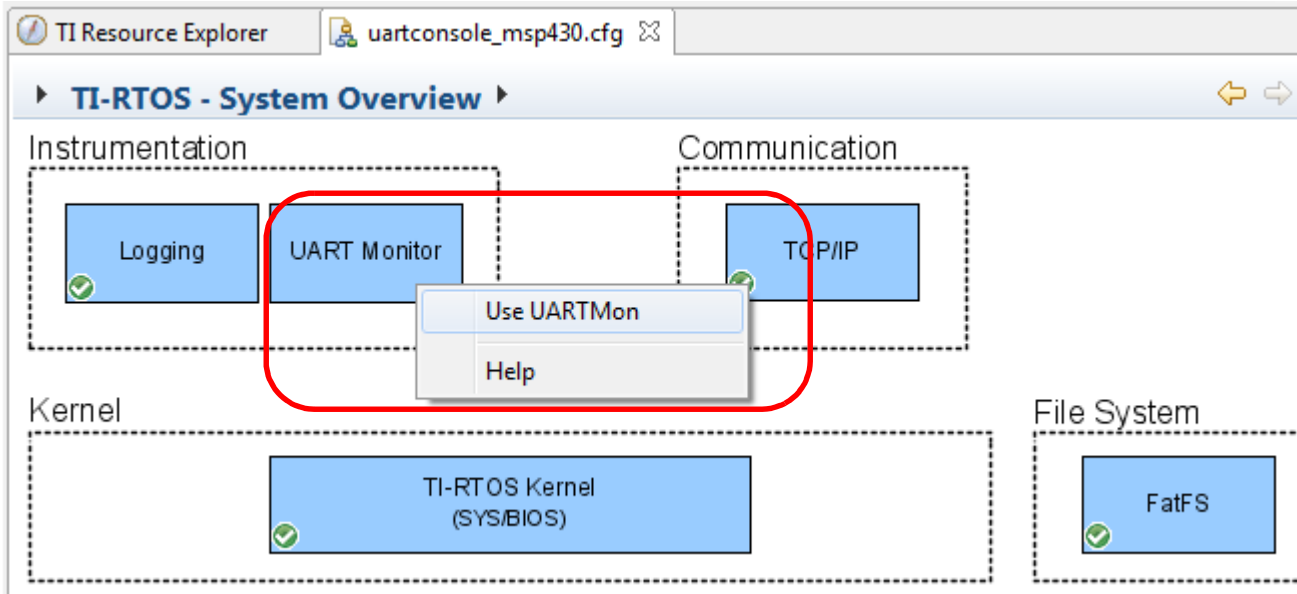 TI Resource Explorer
uartconsole_msp430.cfg
TI-RTOS - System Overview
Instrumentation
Communication
Logging
UART Monitor
TCP/IP
Use UARTMon
Help
Kernel
File System
TI-RTOS Kernel
(SYS/BIOS)
FatFS